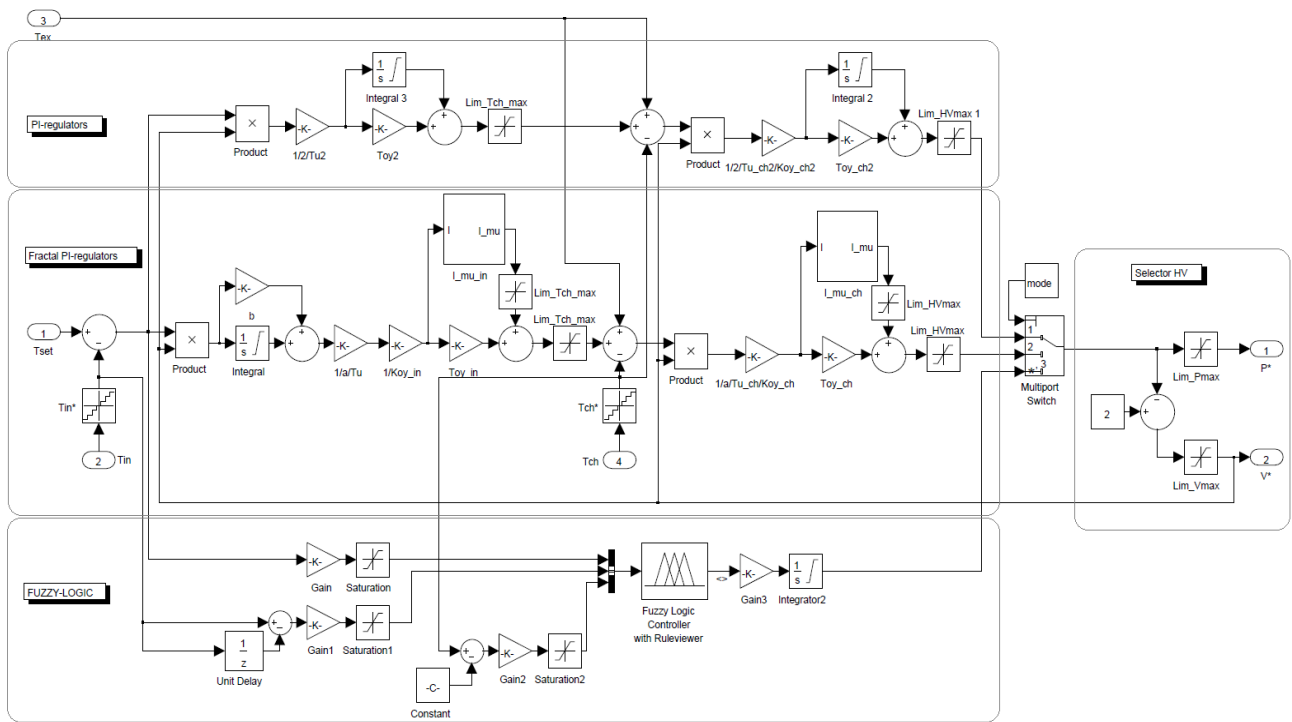 3
Tex
PI-regulators
×
Product
-K-
1/2/Tu2
1
s
Integral 3
-K-
Toy2
+
+
Lim_Tch_max
+
+
−
×
Product
-K-
1/2/Tu_ch2/Koy_ch2
1
s
Integral 2
-K-
Toy_ch2
+
+
Lim_HVmax 1
Fractal PI-regulators
1
Tset
+
−
Tin*
2
Tin
×
Product
-K-
b
1
s
Integral
+
+
-K-
1/a/Tu
-K-
1/Koy_in
I
I_mu
I_mu_in
-K-
Toy_in
Lim_Tch_max
+
+
Lim_Tch_max
+
+
−
Tch*
4
Tch
×
Product
-K-
1/a/Tu_ch/Koy_ch
I
I_mu
I_mu_ch
-K-
Toy_ch
Lim_HVmax
+
+
Lim_HVmax
mode
1
2
*, 3
Multiport
Switch
Selector HV
Lim_Pmax
1
P*
2
−
+
Lim_Vmax
2
V*
FUZZY-LOGIC
-K-
Gain
Saturation
+
−
1
z
Unit Delay
-K-
Gain1
Saturation1
-C-
Constant
+
−
-K-
Gain2
Saturation2
Fuzzy Logic
Controller
with Ruleviewer
<>
-K-
Gain3
1
s
Integrator2